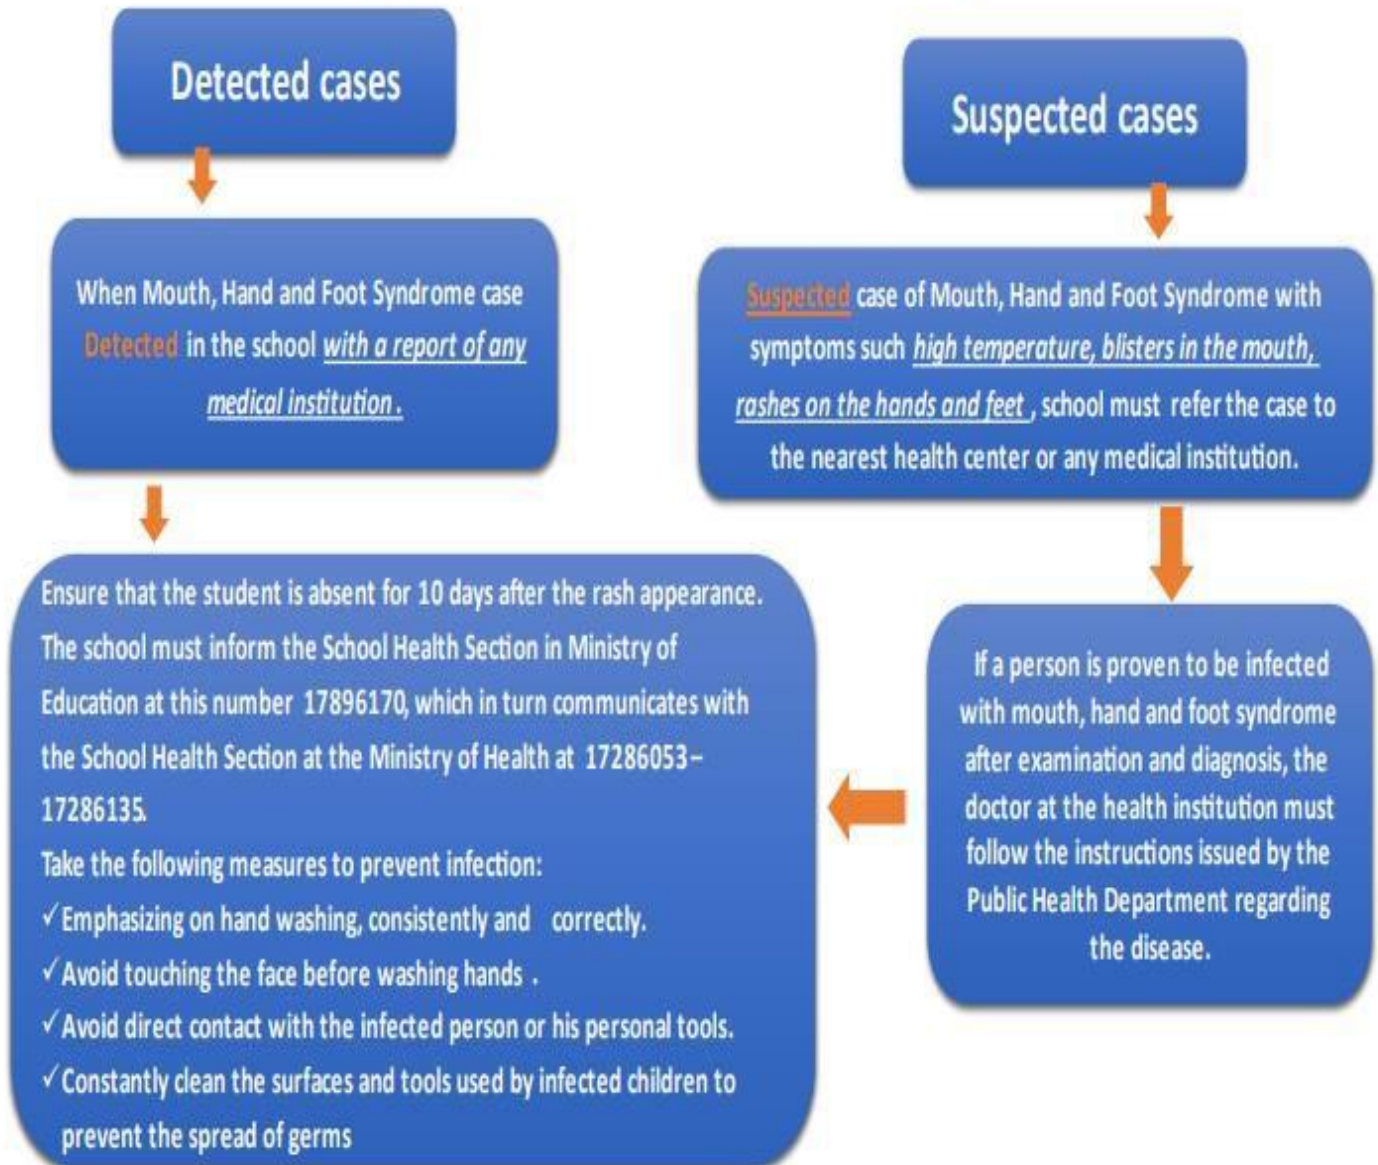 Detected cases
When Mouth, Hand and Foot Syndrome case
Detected in the school with a report of any
medical institution.
Suspected cases
Suspected case of Mouth, Hand and Foot Syndrome with
symptoms such high temperature, blisters in the mouth,
rashes on the hands and feet , school must refer the case to
the nearest health center or any medical institution.
If a person is proven to be infected
with mouth, hand and foot syndrome
after examination and diagnosis, the
doctor at the health institution must
follow the instructions issued by the
Public Health Department regarding
the disease.
Ensure that the student is absent for 10 days after the rash appearance.
The school must inform the School Health Section in Ministry of
Education at this number 17896170, which in turn communicates with
the School Health Section at the Ministry of Health at 17286053–
17286135.
Take the following measures to prevent infection:
✓Emphasizing on hand washing, consistently and correctly.
✓Avoid touching the face before washing hands .
✓Avoid direct contact with the infected person or his personal tools.
✓Constantly clean the surfaces and tools used by infected children to
prevent the spread of germs